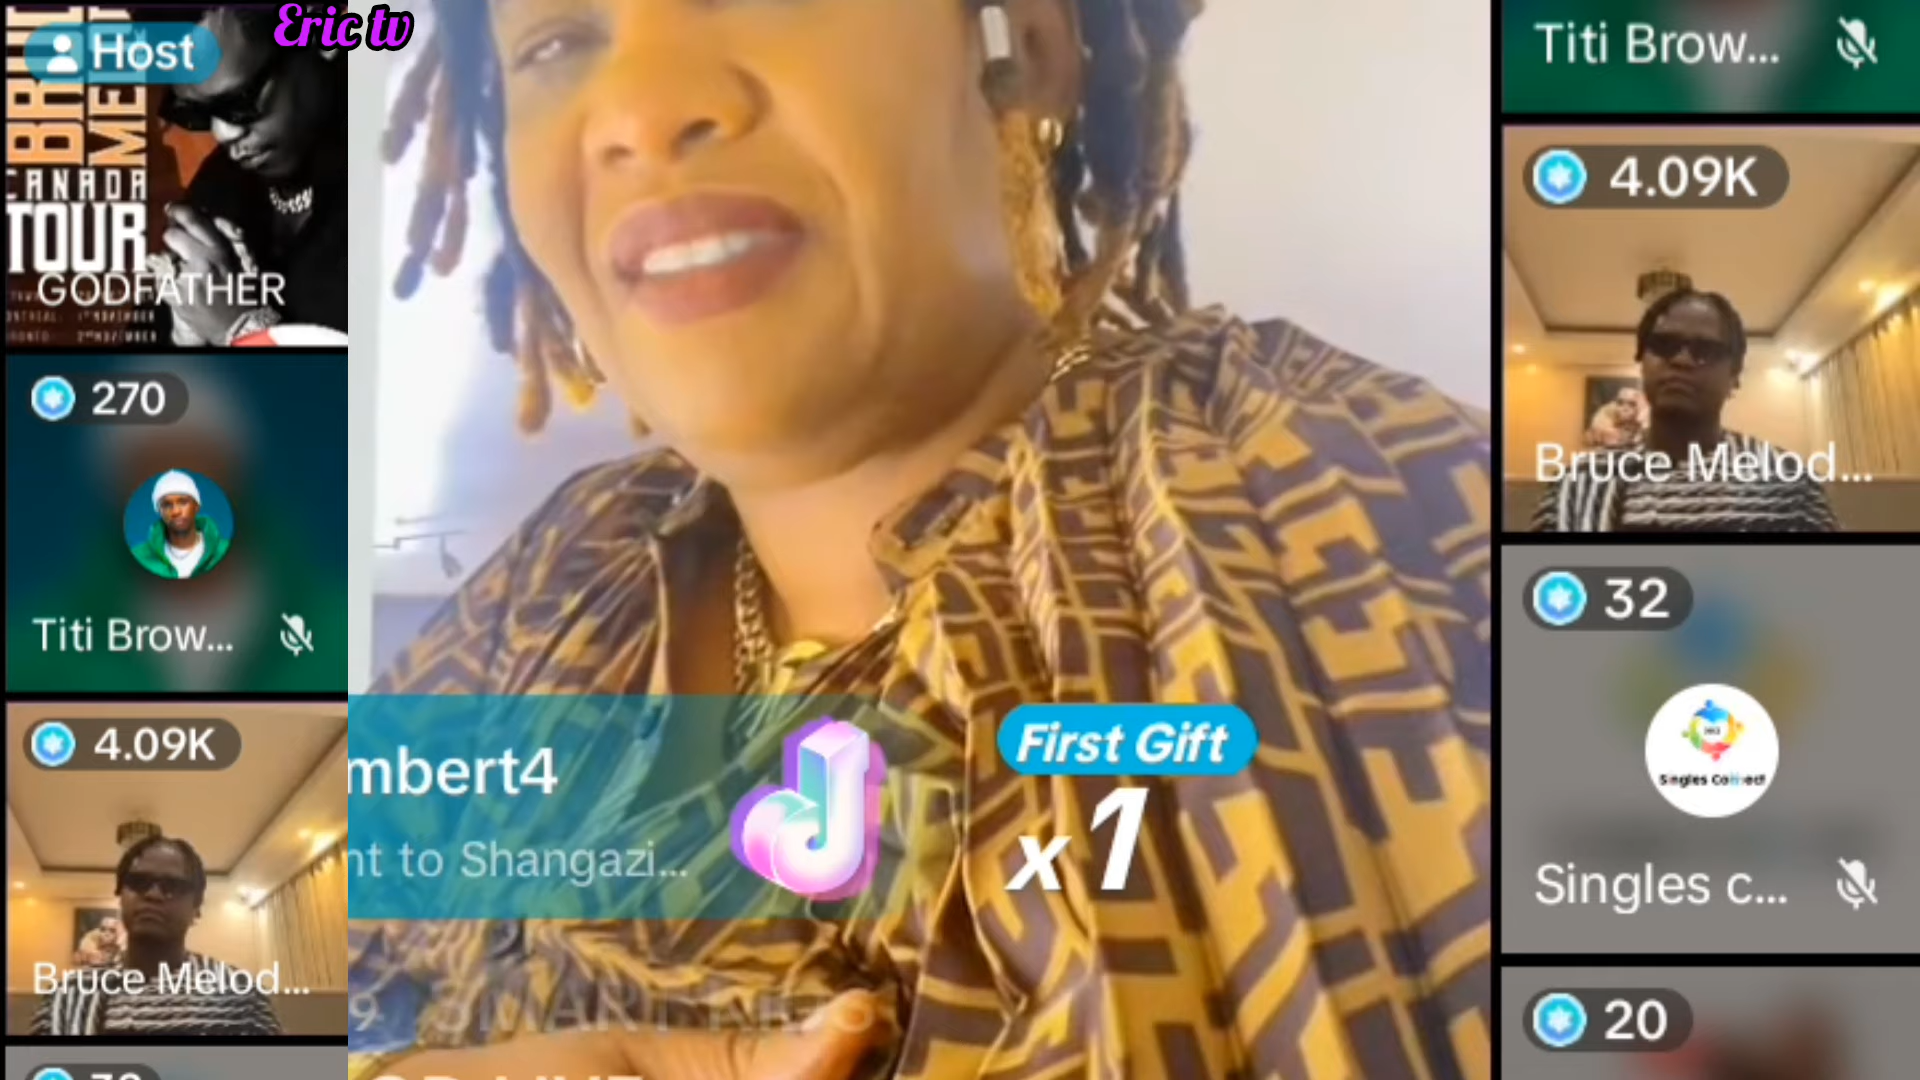 Eric tv
Host
CANADA
TOUR
GODFATHER
270
Titi Brow...
4.09K
Bruce Melod...
mbert4
nt to Shangazi...
First Gift
x1
Titi Brow...
4.09K
Bruce Melod...
32
Singles Connect
Singles c...
20